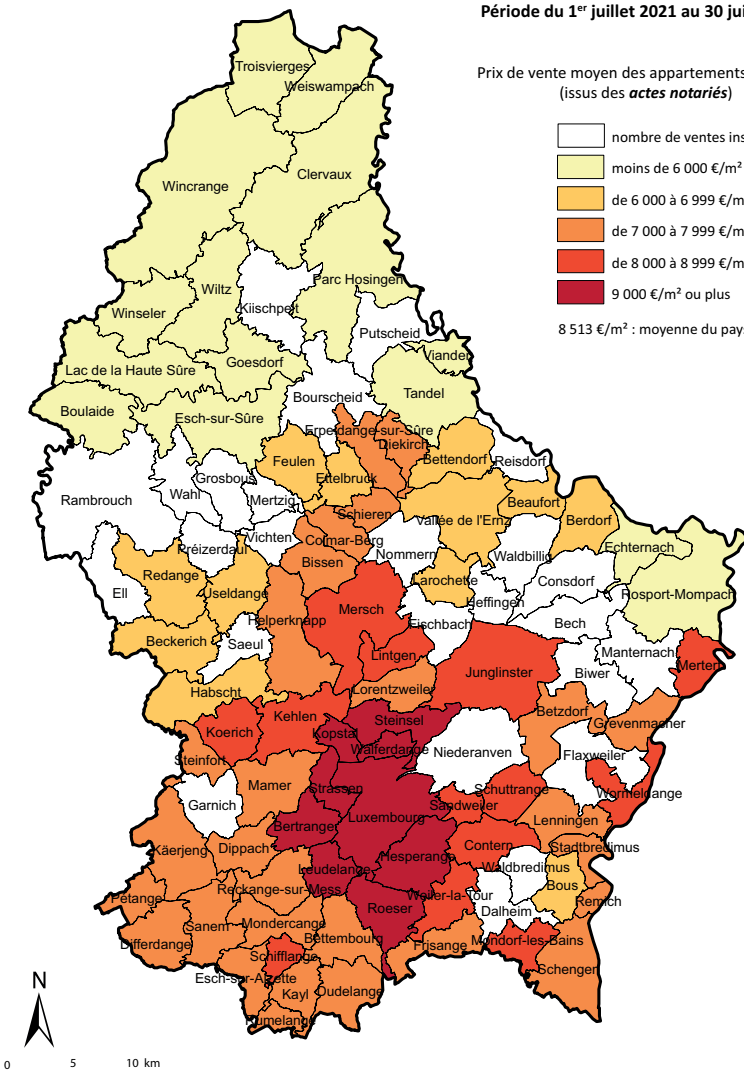 Période du 1er juillet 2021 au 30 jui
Prix de vente moyen des appartements
(issus des actes notariés)
nombre de ventes ins
moins de 6 000 €/m²
de 6 000 à 6 999 €/m
de 7 000 à 7 999 €/m
de 8 000 à 8 999 €/m
9 000 €/m² ou plus
8 513 €/m² : moyenne du pays
Troisvierges
Weiswampach
Clervaux
Wincrange
Parc Hosingen
Wiltz
Kiischpelt
Winseler
Putscheid
Vianden
Goesdorf
Lac de la Haute Sûre
Tandel
Bourscheid
Boulaide
Esch-sur-Sûre
Erpeldange-sur-Sûre
Diekirch
Feulen
Bettendorf
Reisdorf
Ettelbruck
Grosbous
Wahl
Mertzig
Rambrouch
Beaufort
Schieren
Vallée de l'Ernz
Berdorf
Vichten
Colmar-Berg
Echternach
Préizerdaul
Nommern
Waldbillig
Bissen
Redange
Larochette
Consdorf
Ell
Useldange
Heffingen
Rosport-Mompach
Mersch
Helperknapp
Fischbach
Bech
Beckerich
Saeul
Manternach
Lintgen
Mertert
Junglinster
Biwer
Habscht
Lorentzweiler
Betzdorf
Kehlen
Steinsel
Grevenmacher
Koerich
Kopstal
Walferdange
Niederanven
Flaxweiler
Steinfort
Mamer
Strassen
Schuttrange
Wormeldange
Garnich
Sandweiler
Luxembourg
Lenningen
Bertrange
Contern
Stadtbredimus
Käerjeng
Dippach
Hesperange
Waldbredimus
Leudelange
Bous
Reckange-sur-Mess
Weiler-la-Tour
Pétange
Remich
Roeser
Dalheim
Mondercange
Sanem
Bettembourg
Mondorf-les-Bains
Differdange
Frisange
Schifflange
Schengen
Esch-sur-Alzette
Kayl
Dudelange
Rumelange
N
0 5 10 km